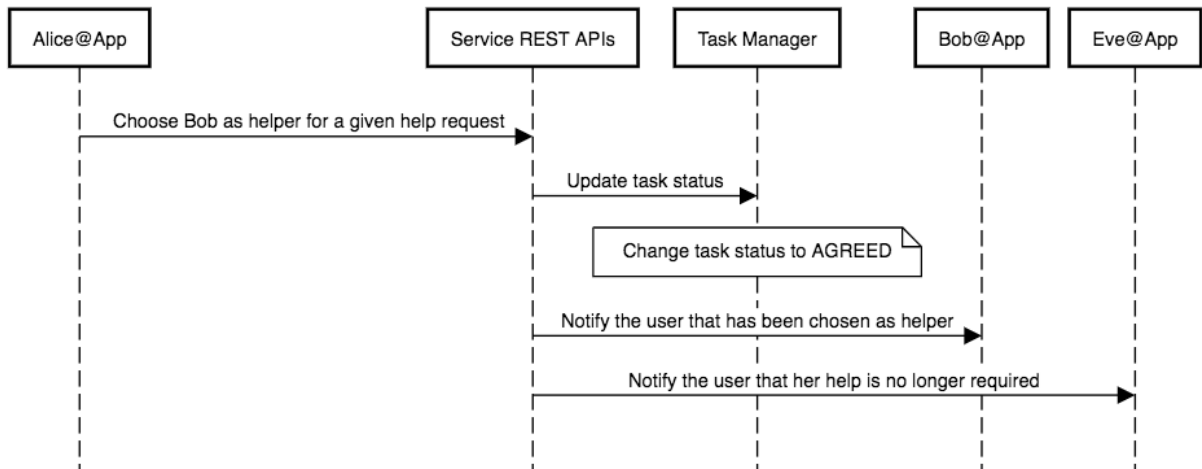 Alice@App
Service REST APIs
Task Manager
Bob@App
Eve@App
Choose Bob as helper for a given help request
Update task status
Change task status to AGREED
Notify the user that has been chosen as helper
Notify the user that her help is no longer required